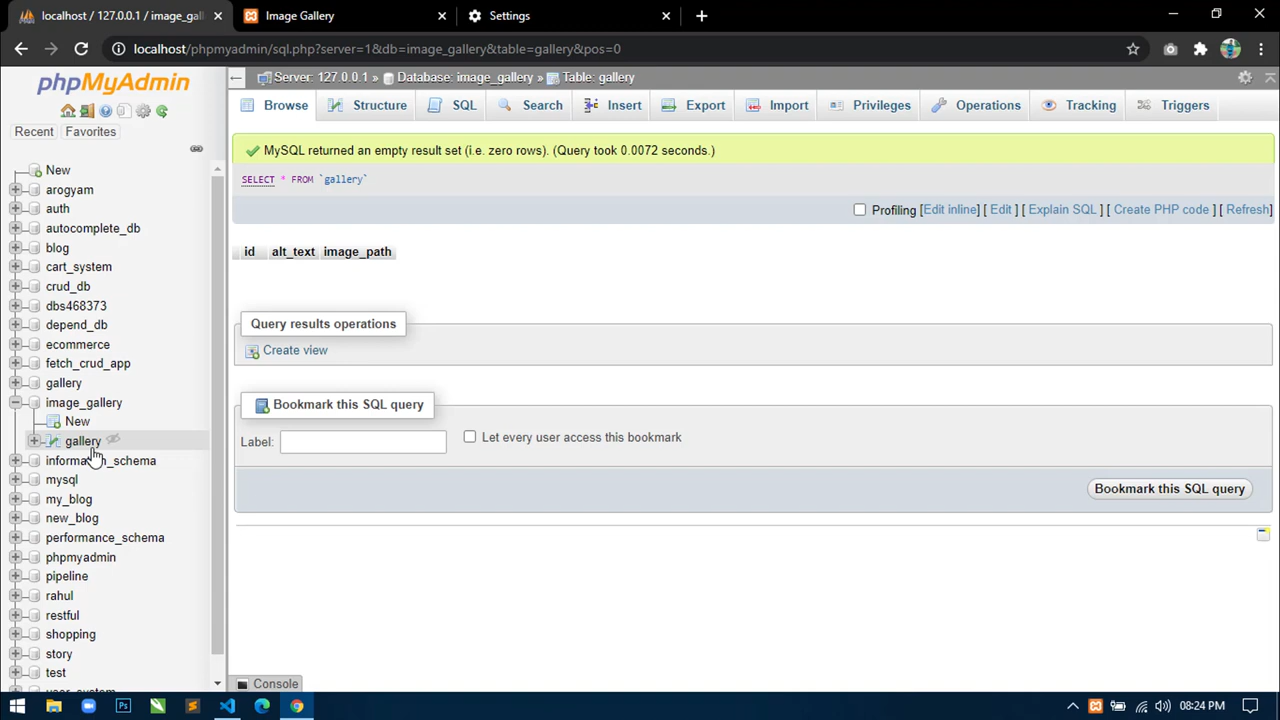 localhost / 127.0.0.1 / image_gal
Image Gallery
Settings
localhost/phpmyadmin/sql.php?server=1&db=image_gallery&table=gallery&pos=0
phpMyAdmin
Recent
Favorites
New
arogyam
auth
autocomplete_db
blog
cart_system
crud_db
dbs468373
depend_db
ecommerce
fetch_crud_app
gallery
image_gallery
New
gallery
information_schema
mysql
my_blog
new_blog
performance_schema
phpmyadmin
pipeline
rahul
restful
shopping
story
test
Server: 127.0.0.1 » Database: image_gallery » Table: gallery
Browse Structure SQL Search Insert Export Import Privileges Operations Tracking Triggers
MySQL returned an empty result set (i.e. zero rows). (Query took 0.0072 seconds.)
SELECT * FROM `gallery`
Profiling [Edit inline] [ Edit ] [ Explain SQL ] [ Create PHP code ] [ Refresh]
id alt_text image_path
Query results operations
Create view
Bookmark this SQL query
Label:
Let every user access this bookmark
Bookmark this SQL query
Console
Ps
08:24 PM